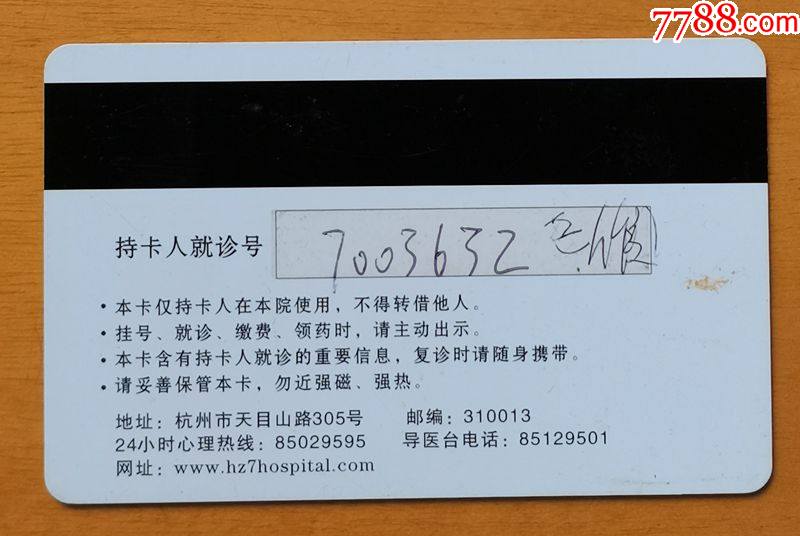 7788.com
持卡人就诊号 7003632
•本卡仅持卡人在本院使用，不得转借他人。
•挂号、就诊、缴费、领药时，请主动出示。
•本卡含有持卡人就诊的重要信息，复诊时请随身携带。
•请妥善保管本卡，勿近强磁、强热。
地址：杭州市天目山路305号 邮编：310013
24小时心理热线：85029595 导医台电话：85129501
网址：www.hz7hospital.com